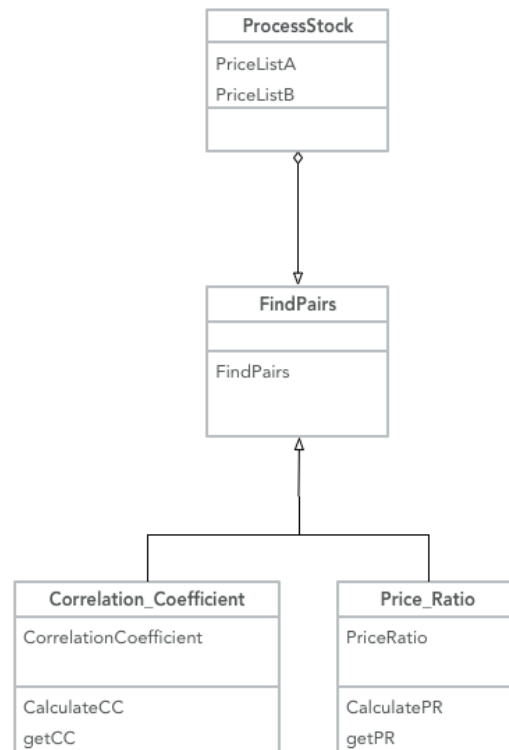 ProcessStock
PriceListA
PriceListB
FindPairs
FindPairs
Correlation_Coefficient
CorrelationCoefficient
CalculateCC
getCC
Price_Ratio
PriceRatio
CalculatePR
getPR